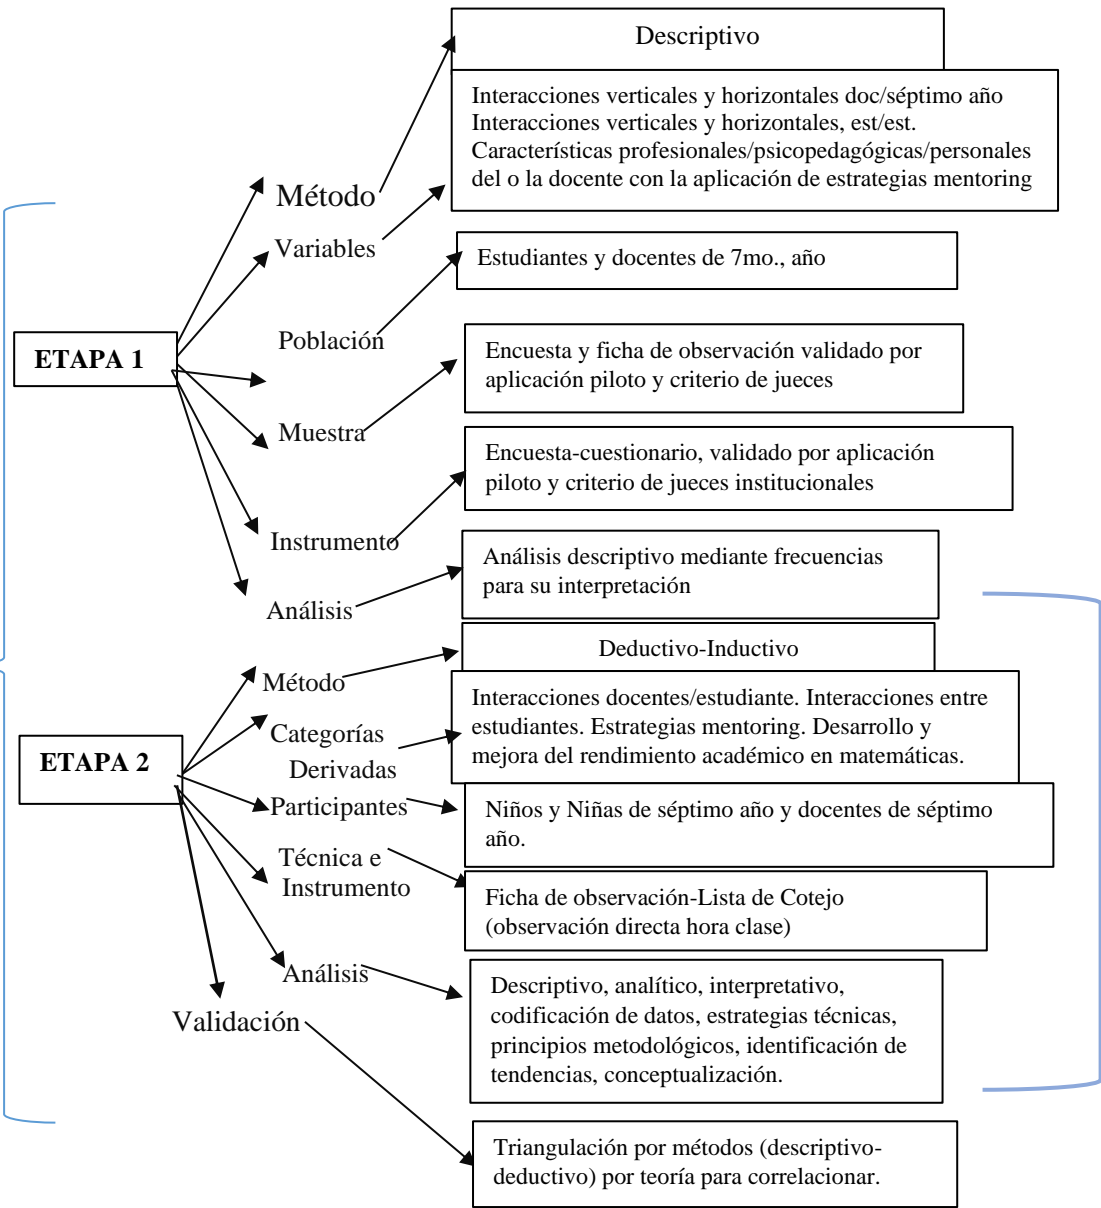 Descriptivo
Interacciones verticales y horizontales doc/séptimo año
Interacciones verticales y horizontales, est/est.
Características profesionales/psicopedagógicas/personales
del o la docente con la aplicación de estrategias mentoring
Método
Variables
Estudiantes y docentes de 7mo., año
Población
ETAPA 1
Encuesta y ficha de observación validado por
aplicación piloto y criterio de jueces
Muestra
Encuesta-cuestionario, validado por aplicación
piloto y criterio de jueces institucionales
Instrumento
Análisis descriptivo mediante frecuencias
para su interpretación
Análisis
Deductivo-Inductivo
Método
Interacciones docentes/estudiante. Interacciones entre
estudiantes. Estrategias mentoring. Desarrollo y
mejora del rendimiento académico en matemáticas.
Categorías
Derivadas
ETAPA 2
Participantes
Niños y Niñas de séptimo año y docentes de séptimo
año.
Técnica e
Instrumento
Ficha de observación-Lista de Cotejo
(observación directa hora clase)
Análisis
Descriptivo, analítico, interpretativo,
codificación de datos, estrategias técnicas,
principios metodológicos, identificación de
tendencias, conceptualización.
Validación
Triangulación por métodos (descriptivo-
deductivo) por teoría para correlacionar.